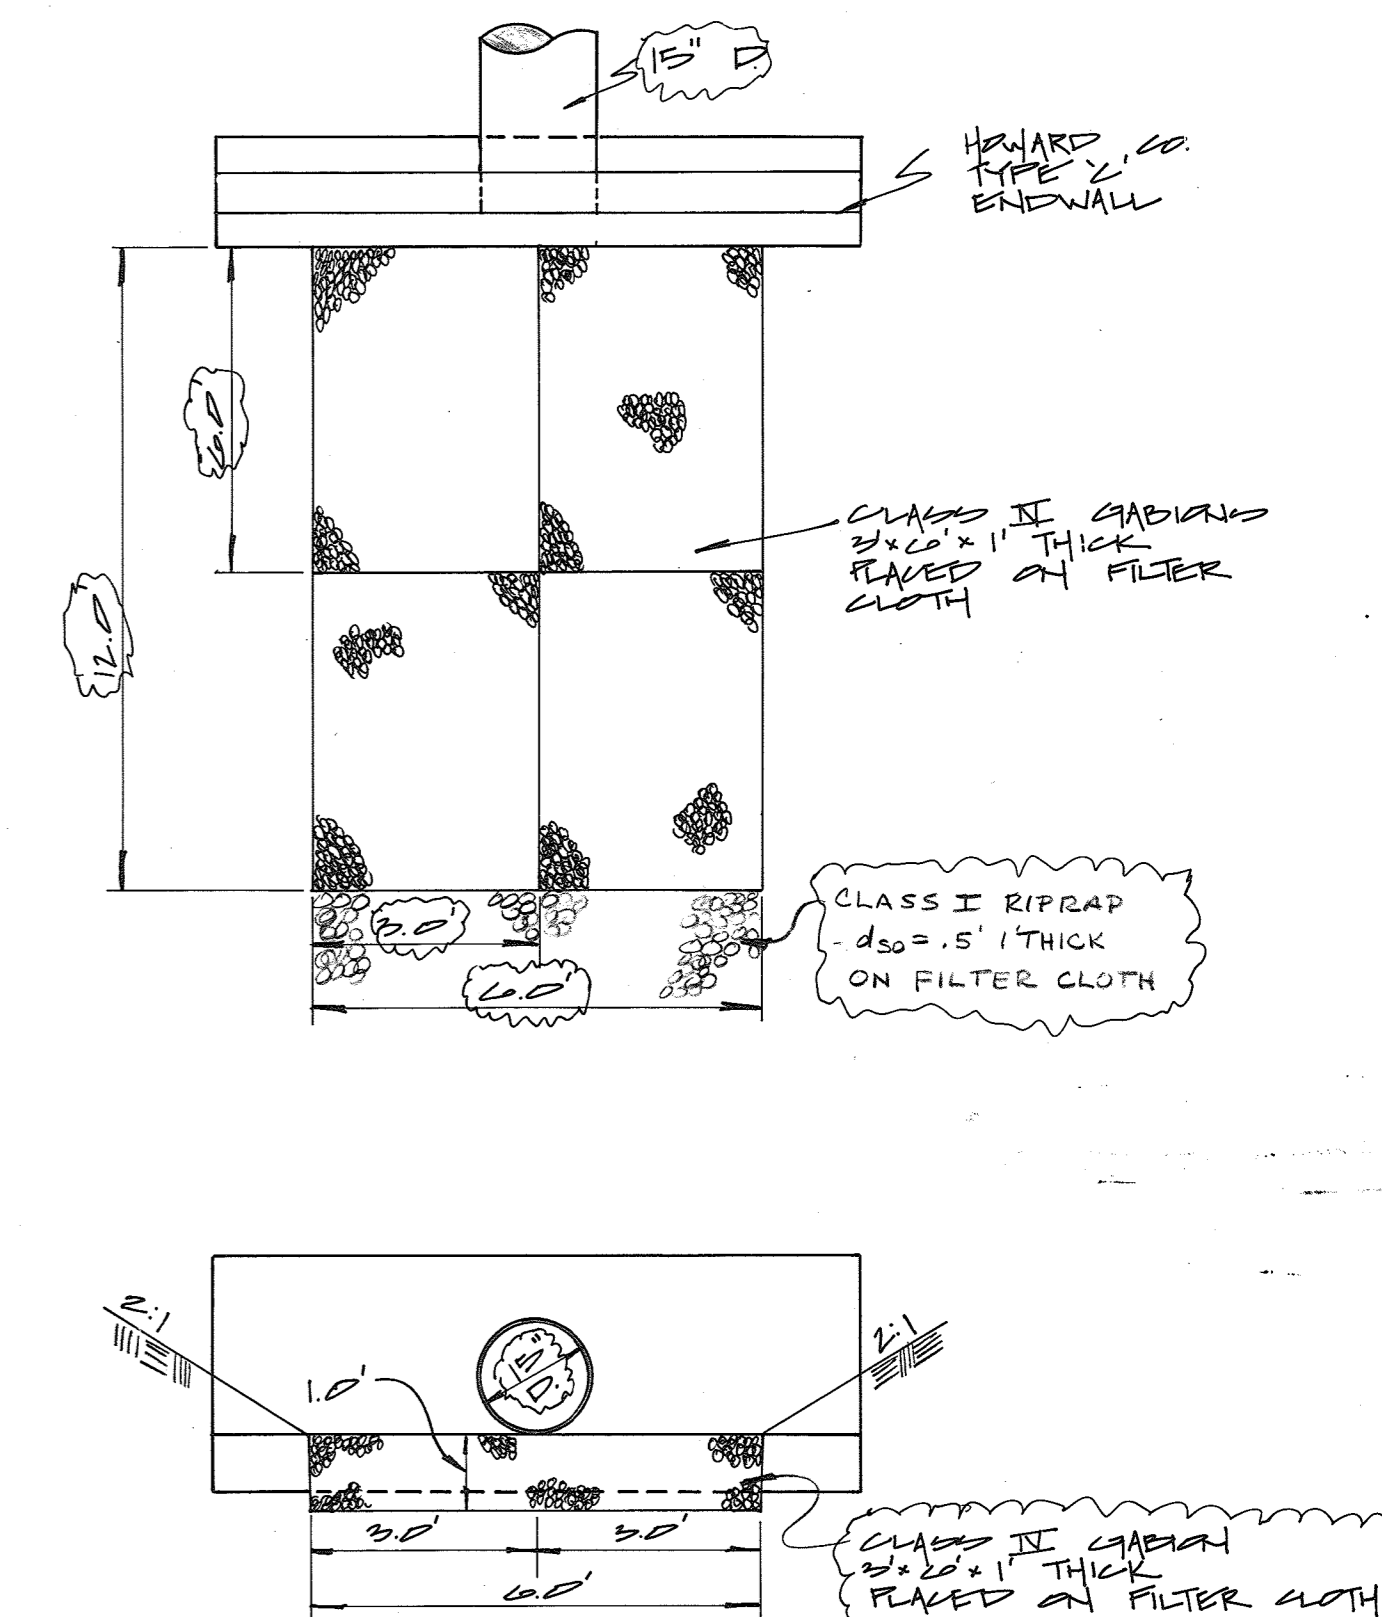 15" D.
HOWARD CO.
TYPE 'C'
ENDWALL
6.0'
12.0'
CLASS IV GABIONS
3'x6'x1' THICK
PLACED ON FILTER
CLOTH
3.0'
6.0'
CLASS I RIPRAP
- d50 = .5' 1' THICK
ON FILTER CLOTH
2:1
2:1
1.0'
15"
D.
3.0'
3.0'
6.0'
CLASS IV GABION
3'x6'x1' THICK
PLACED ON FILTER CLOTH